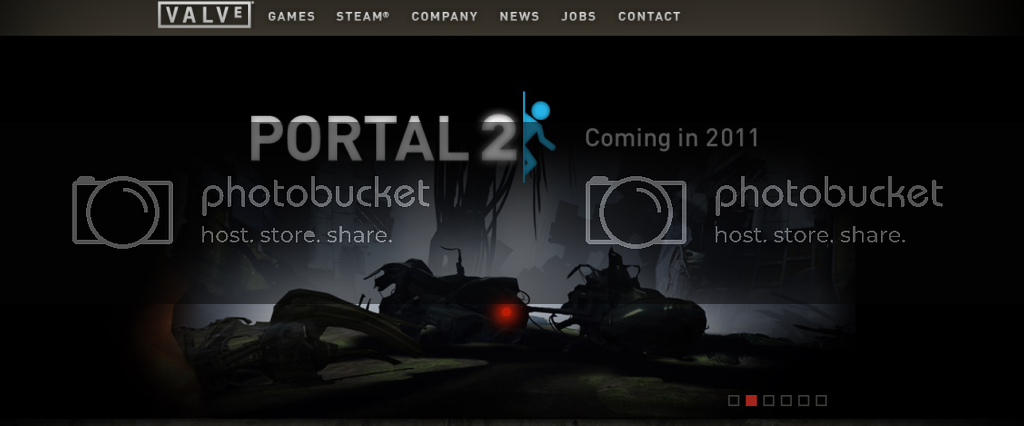 VALVE GAMES STEAM® COMPANY NEWS JOBS CONTACT
PORTAL 2 Coming in 2011
photobucket photobucket
host. store. share. host. store. share.